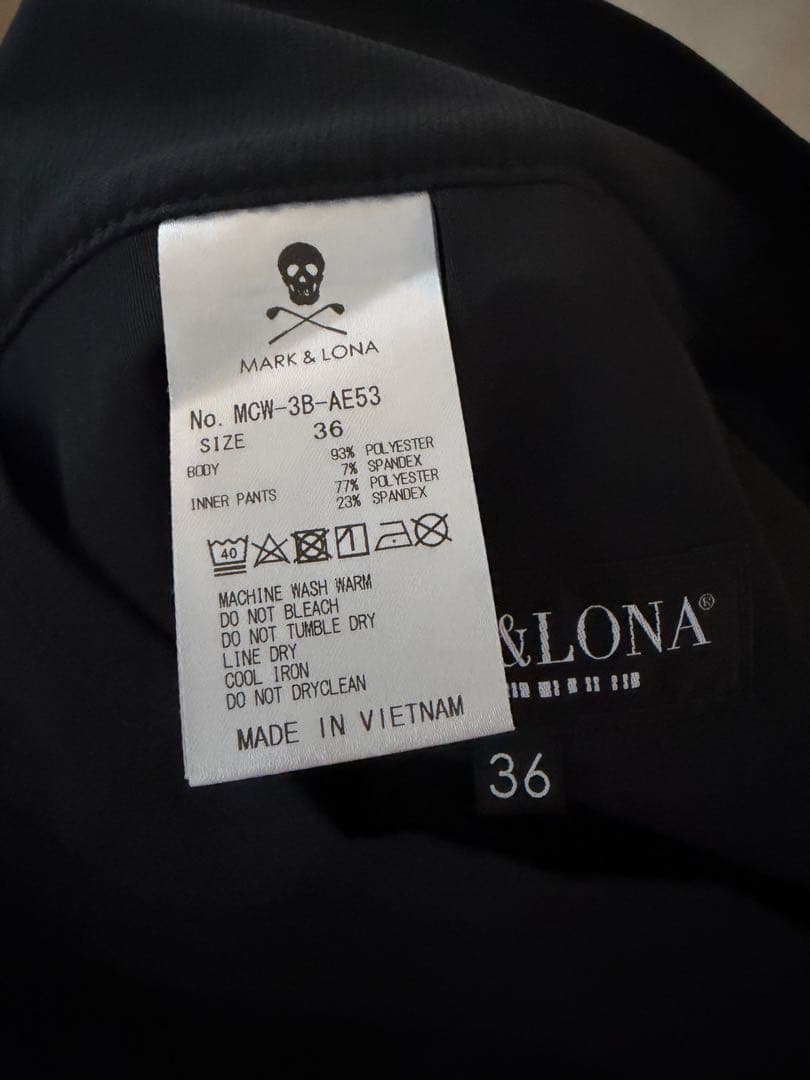 MARK & LONA
No. MCW-3B-AE53
SIZE 36
BODY 93% POLYESTER
7% SPANDEX
INNER PANTS 77% POLYESTER
23% SPANDEX
40
MACHINE WASH WARM
DO NOT BLEACH
DO NOT TUMBLE DRY
LINE DRY
COOL IRON
DO NOT DRYCLEAN
MADE IN VIETNAM
&LONA®
36